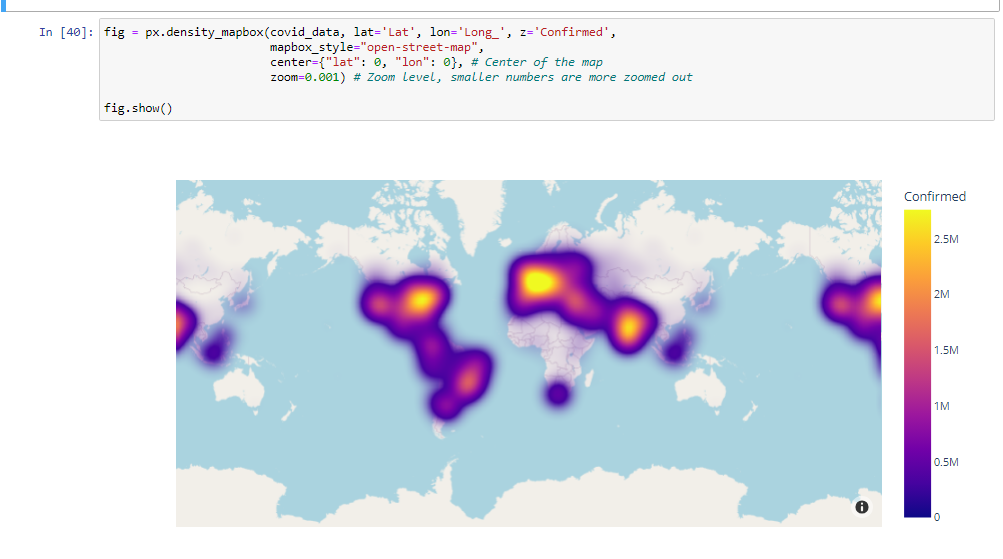 In [40]: fig = px.density_mapbox(covid_data, lat='Lat', lon='Long_', z='Confirmed',
mapbox_style="open-street-map",
center={"lat": 0, "lon": 0}, # Center of the map
zoom=0.001) # Zoom level, smaller numbers are more zoomed out
fig.show()
Confirmed
2.5M
2M
1.5M
1M
0.5M
0
i